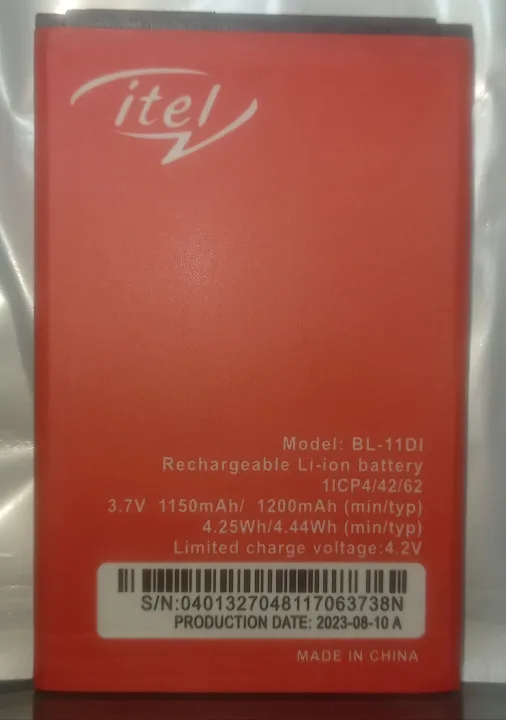 itel
Model: BL-11DI
Rechargeable Li-ion battery
1ICP4/42/62
3.7V 1150mAh/ 1200mAh (min/typ)
4.25Wh/4.44Wh (min/typ)
Limited charge voltage:4.2V
S/N:0401327048117063738N
PRODUCTION DATE: 2023-08-10 A
MADE IN CHINA